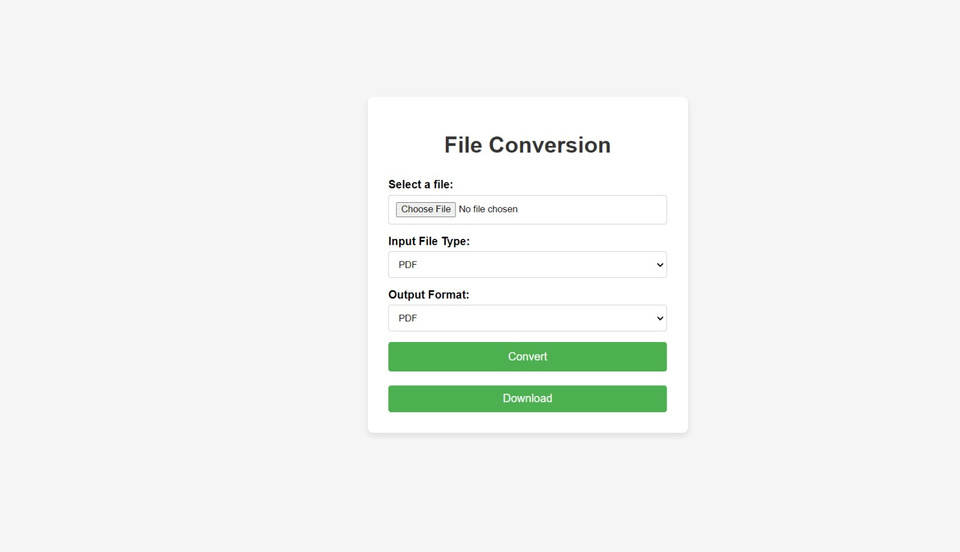 File Conversion
Select a file:
Choose File No file chosen
Input File Type:
PDF
Output Format:
PDF
Convert
Download